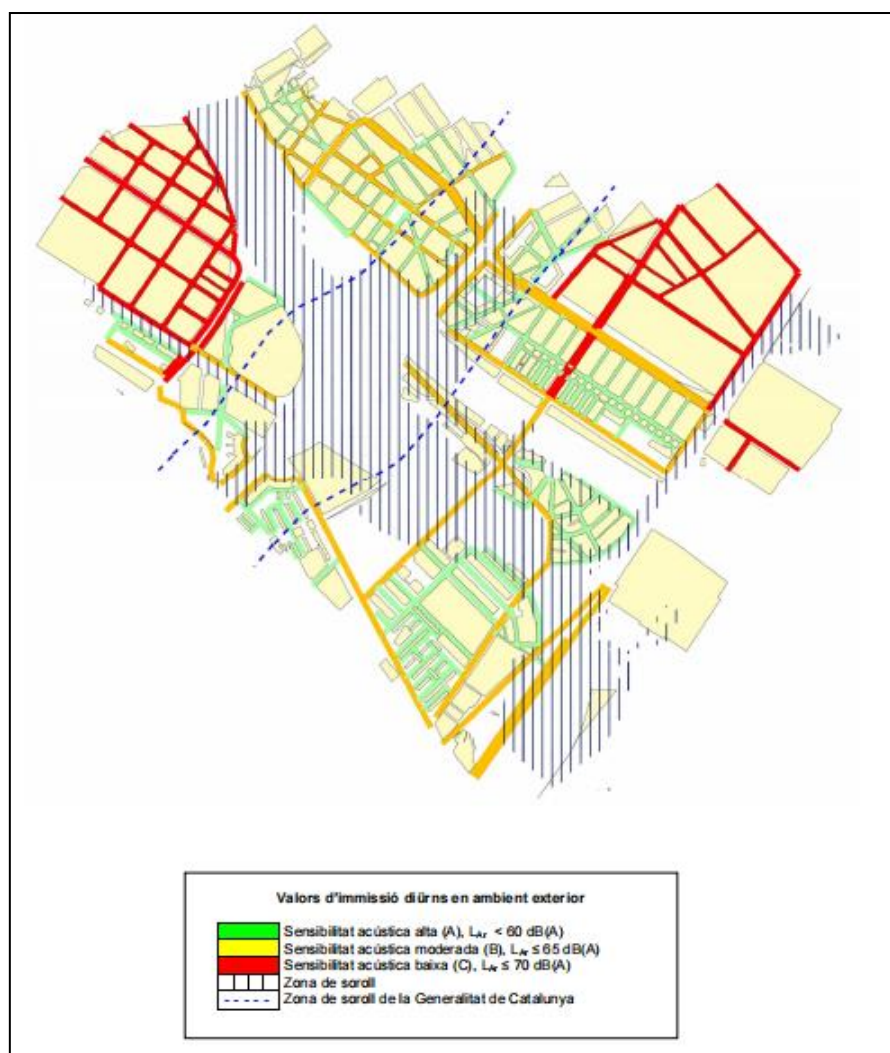 Valors d'immissió diürns en ambient exterior
Sensibilitat acústica alta (A), LAr < 60 dB(A)
Sensibilitat acústica moderada (B), LAr ≤ 65 dB(A)
Sensibilitat acústica baixa (C), LAr ≤ 70 dB(A)
Zona de soroll
Zona de soroll de la Generalitat de Catalunya